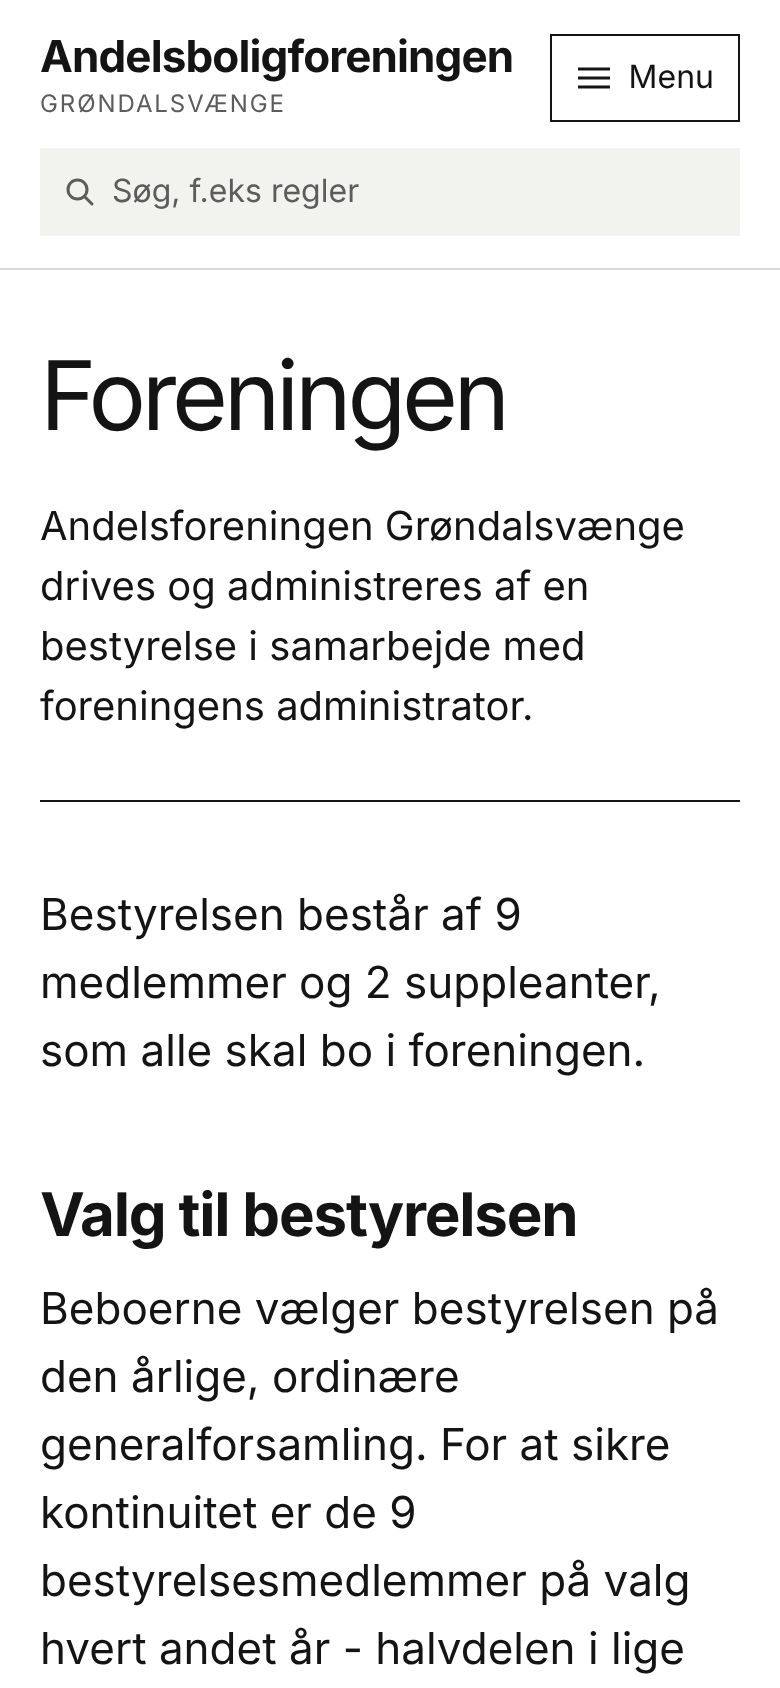 Andelsboligforeningen
GRØNDALSVÆNGE
Menu
Søg, f.eks regler
Foreningen
Andelsforeningen Grøndalsvænge
drives og administreres af en
bestyrelse i samarbejde med
foreningens administrator.
Bestyrelsen består af 9
medlemmer og 2 suppleanter,
som alle skal bo i foreningen.
Valg til bestyrelsen
Beboerne vælger bestyrelsen på
den årlige, ordinære
generalforsamling. For at sikre
kontinuitet er de 9
bestyrelsesmedlemmer på valg
hvert andet år - halvdelen i lige